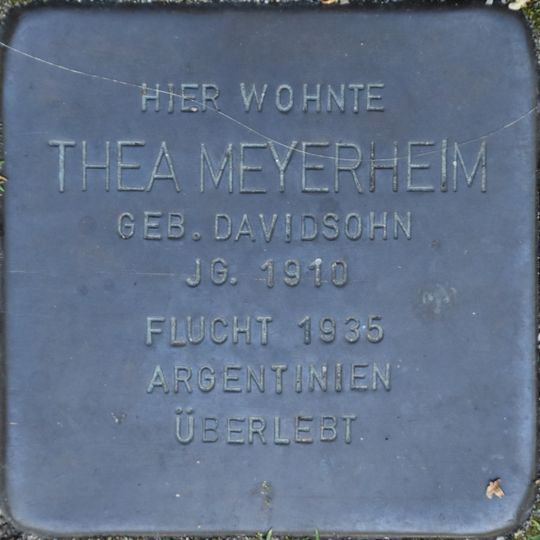 HIER WOHNTE
THEA MEYERHEIM
GEB. DAVIDSOHN
JG. 1910
FLUCHT 1935
ARGENTINIEN
ÜBERLEBT